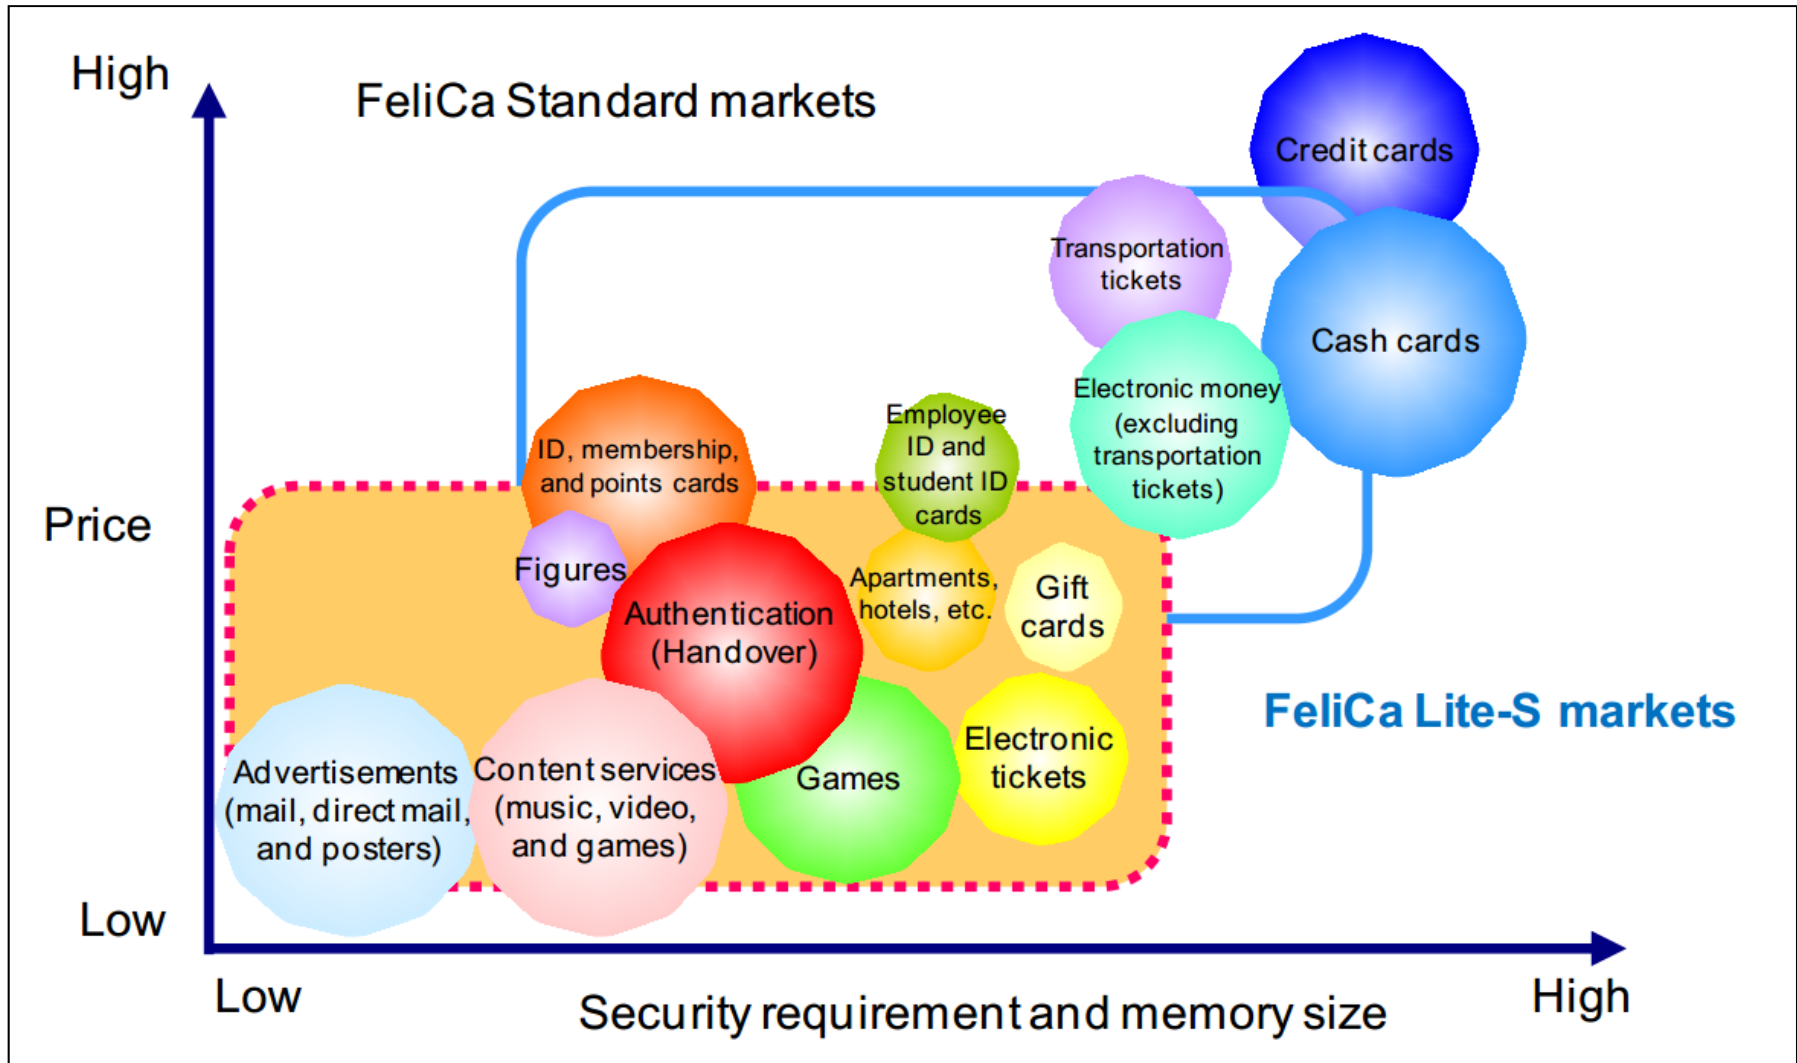 High
FeliCa Standard markets
Credit cards
Transportation
tickets
Cash cards
Electronic money
(excluding
transportation
tickets)
Employee
ID and
student ID
cards
ID, membership,
and points cards
Price
Figures
Authentication
(Handover)
Apartments,
hotels, etc.
Gift
cards
FeliCa Lite-S markets
Advertisements
(mail, direct mail,
and posters)
Content services
(music, video,
and games)
Games
Electronic
tickets
Low
Low
Security requirement and memory size
High